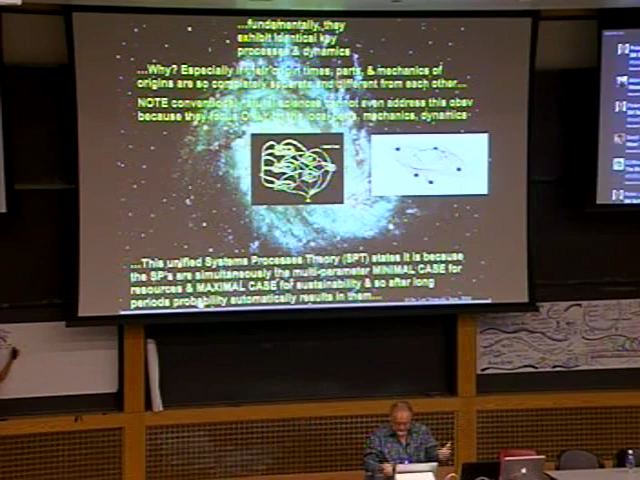 ...fundamentally, they
exhibit identical key
processes & dynamics
...Why? Especially if their origin times, parts, & mechanics of
origins are so completely separate and different from each other...
NOTE conventional natural sciences cannot even address this
because they focus ONLY on the local parts, mechanics, dynamics
...This unified Systems Processes Theory (SPT) states it is because
the SP's are simultaneously the multi-parameter MINIMAL CASE for
resources & MAXIMAL CASE for sustainability & so after long
periods probability automatically results in them...